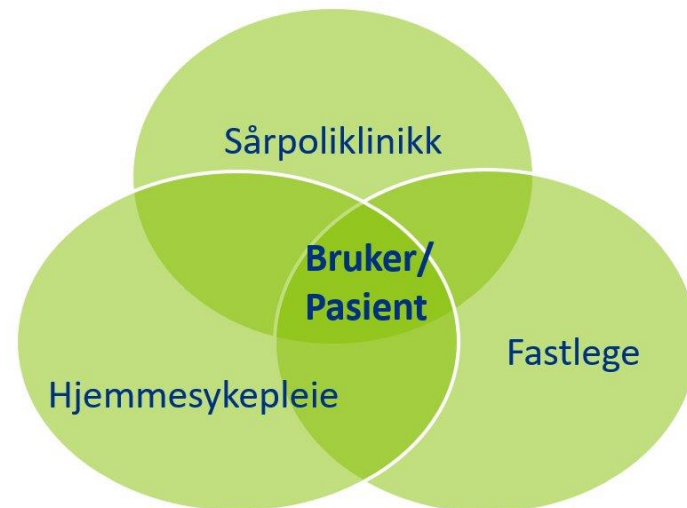 Sårpoliklinikk
Bruker/
Pasient
Fastlege
Hjemmesykepleie